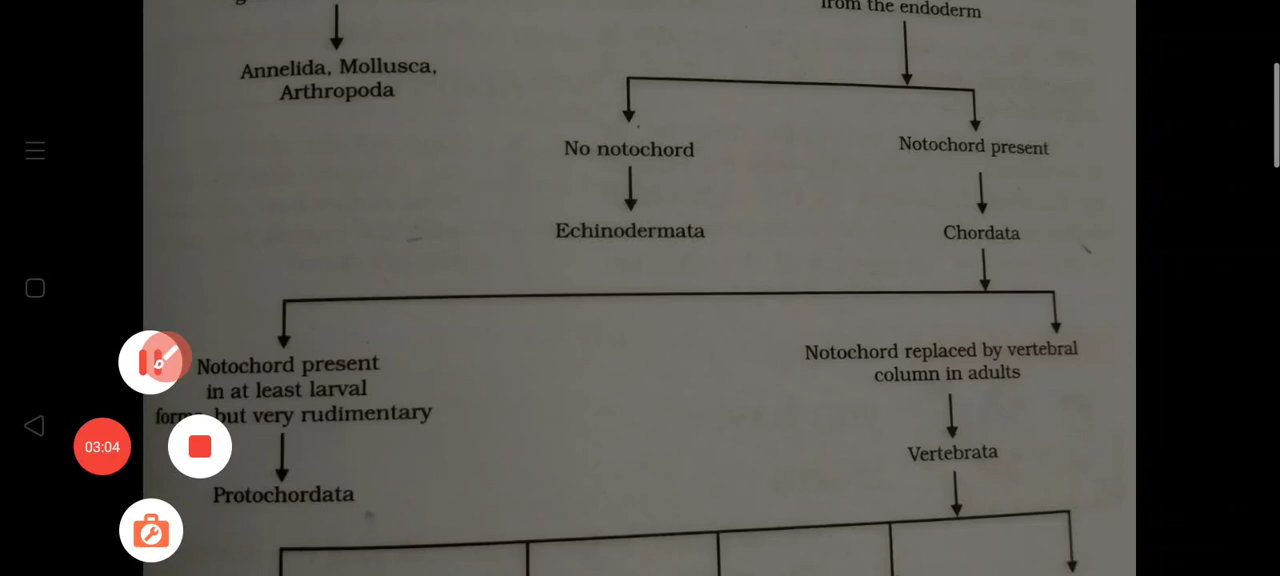 from the endoderm
Annelida, Mollusca,
Arthropoda
No notochord
Notochord present
Echinodermata
Chordata
Notochord present
in at least larval
but very rudimentary
Notochord replaced by vertebral
column in adults
Protochordata
Vertebrata
03:04